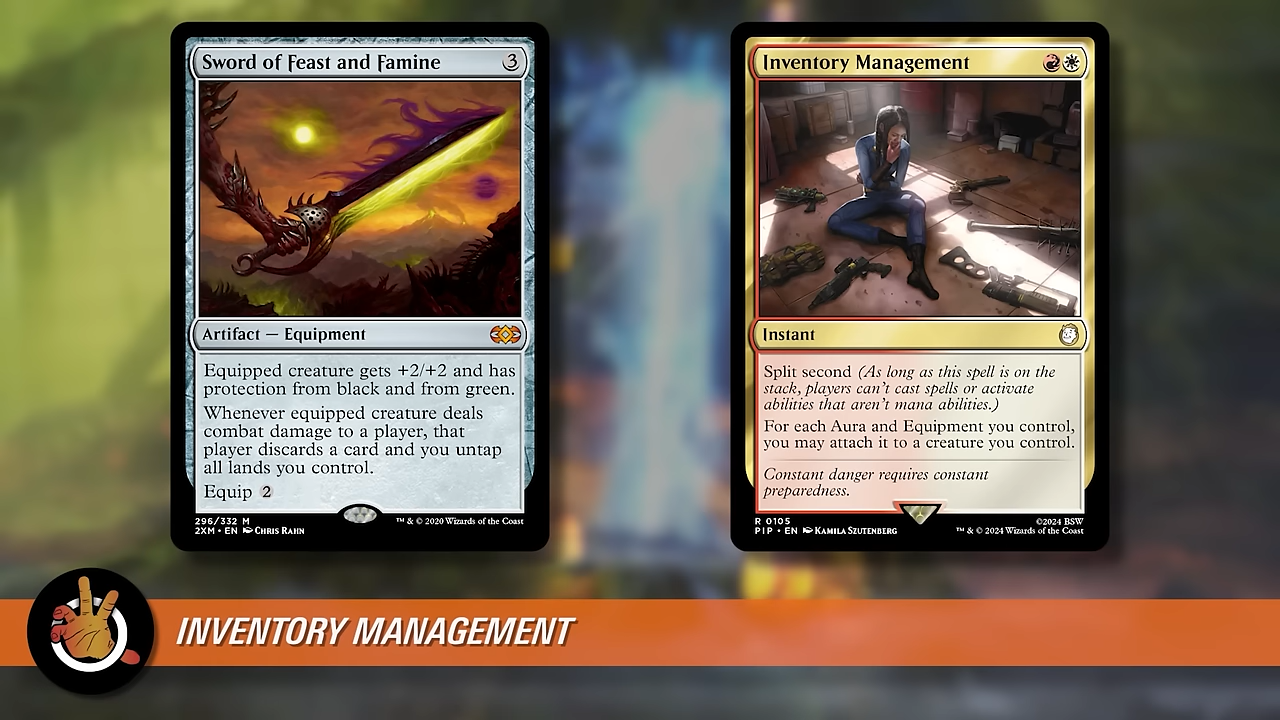 Sword of Feast and Famine 3
Artifact — Equipment
Equipped creature gets +2/+2 and has
protection from black and from green.
Whenever equipped creature deals
combat damage to a player, that
player discards a card and you untap
all lands you control.
Equip 2
296/332 M
2XM • EN Chris Rahn
™ & © 2020 Wizards of the Coast
Inventory Management
Instant
Split second (As long as this spell is on the
stack, players can't cast spells or activate
abilities that aren't mana abilities.)
For each Aura and Equipment you control,
you may attach it to a creature you control.
Constant danger requires constant
preparedness.
R 0105
PIP • EN Kamila Szutenberg
©2024 BSW
™ & © 2024 Wizards of the Coast
INVENTORY MANAGEMENT